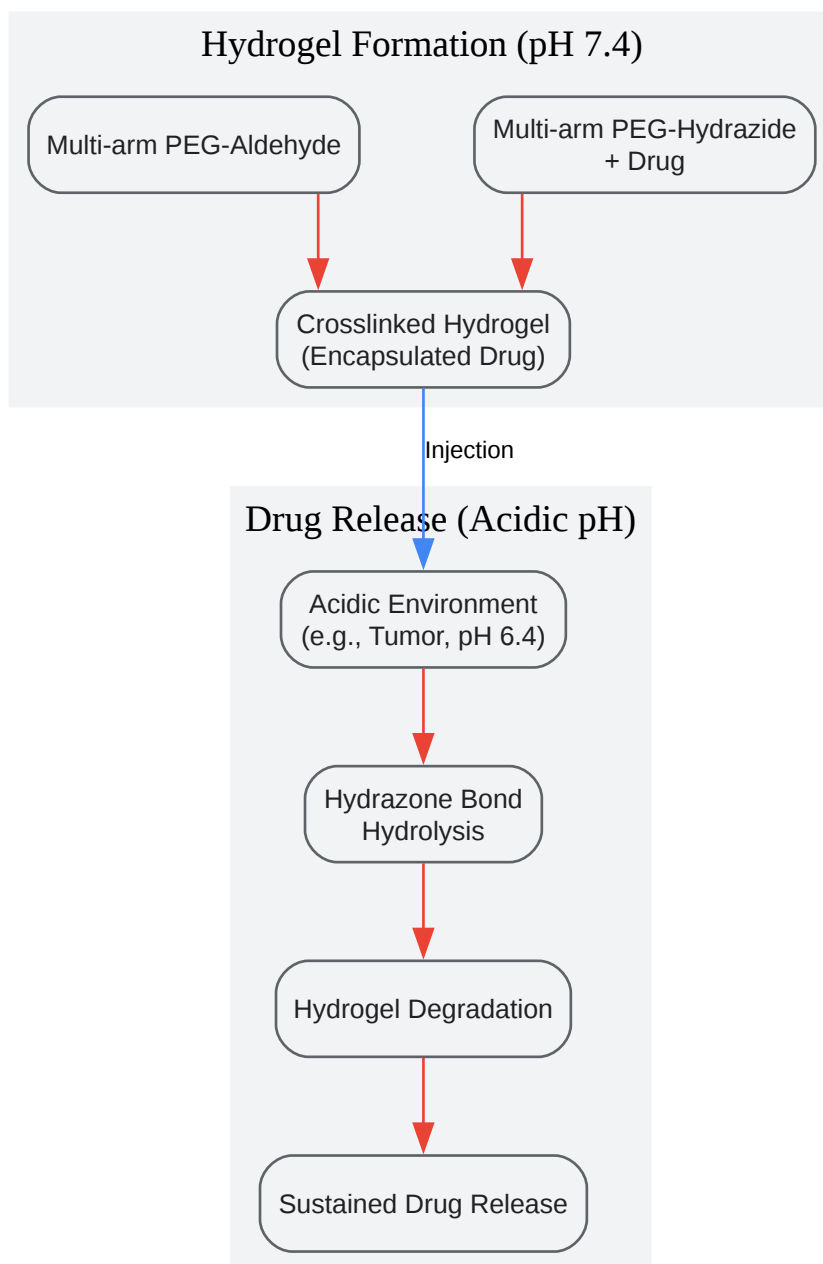 Hydrogel Formation (pH 7.4)
Multi-arm PEG-Aldehyde
Multi-arm PEG-Hydrazide
+ Drug
Crosslinked Hydrogel
(Encapsulated Drug)
Injection
Drug Release (Acidic pH)
Acidic Environment
(e.g., Tumor, pH 6.4)
Hydrazone Bond
Hydrolysis
Hydrogel Degradation
Sustained Drug Release